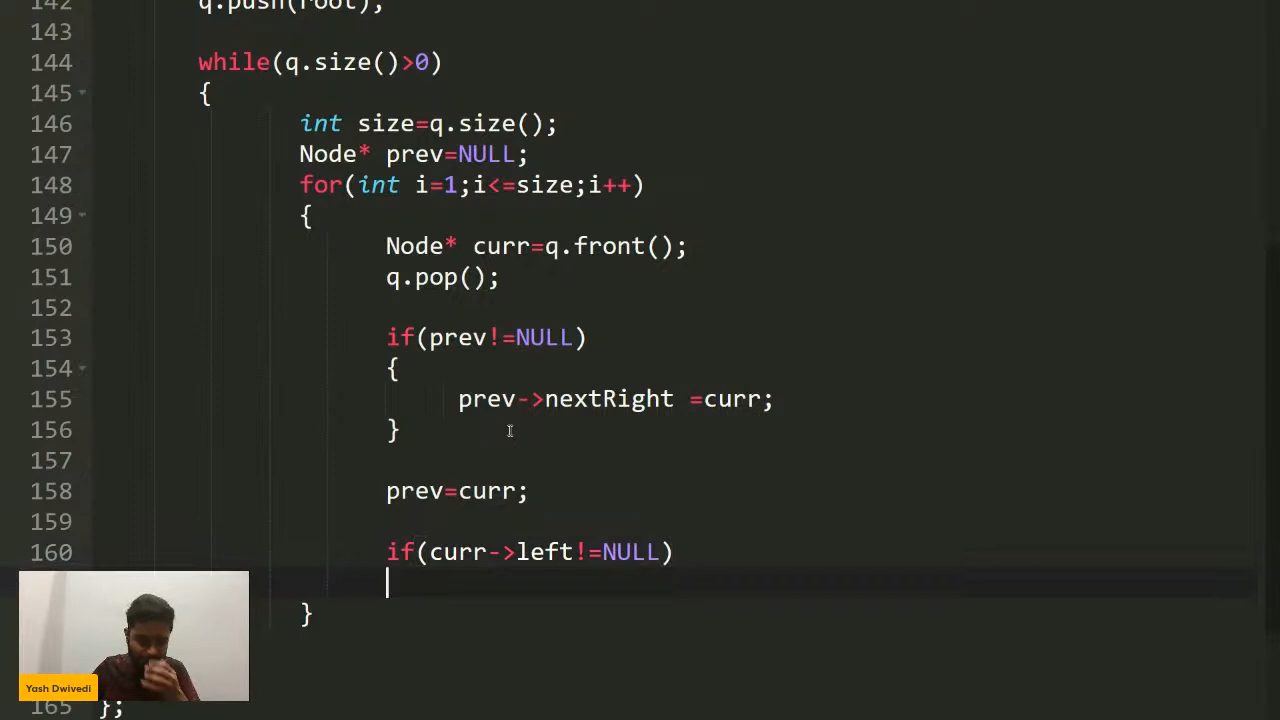 142 q.push(root);
143
144 while(q.size()>0)
145 {
146 int size=q.size();
147 Node* prev=NULL;
148 for(int i=1;i<=size;i++)
149 {
150 Node* curr=q.front();
151 q.pop();
152
153 if(prev!=NULL)
154 {
155 prev->nextRight =curr;
156 }
157
158 prev=curr;
159
160 if(curr->left!=NULL)
}
Yash Dwivedi
165 };